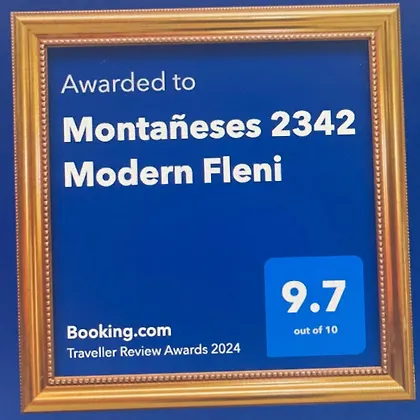 Awarded to
Montañeses 2342
Modern Fleni
9.7
out of 10
Booking.com
Traveller Review Awards 2024